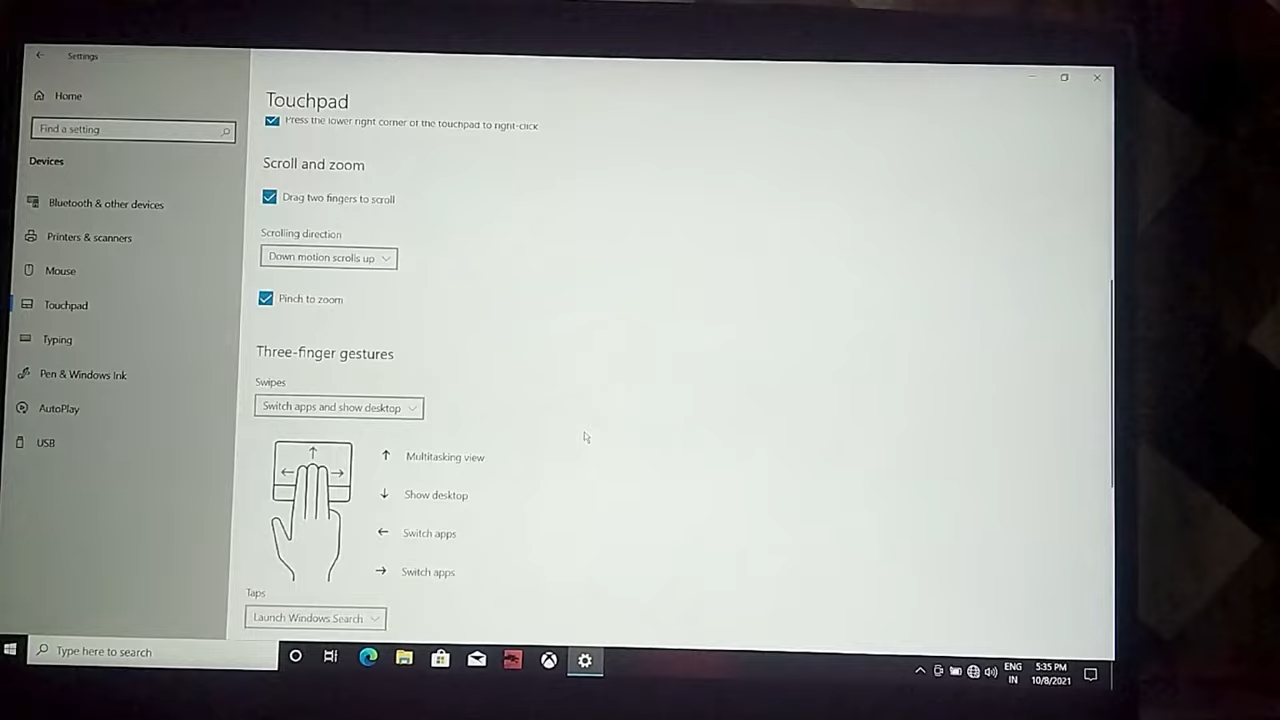 Settings
Home
Find a setting
Devices
Bluetooth & other devices
Printers & scanners
Mouse
Touchpad
Typing
Pen & Windows Ink
AutoPlay
USB
Touchpad
Press the lower right corner of the touchpad to right-click
Scroll and zoom
Drag two fingers to scroll
Scrolling direction
Down motion scrolls up
Pinch to zoom
Three-finger gestures
Swipes
Switch apps and show desktop
Multitasking view
Show desktop
Switch apps
Switch apps
Taps
Launch Windows Search
Type here to search
ENG
IN
5:35 PM
10/8/2021